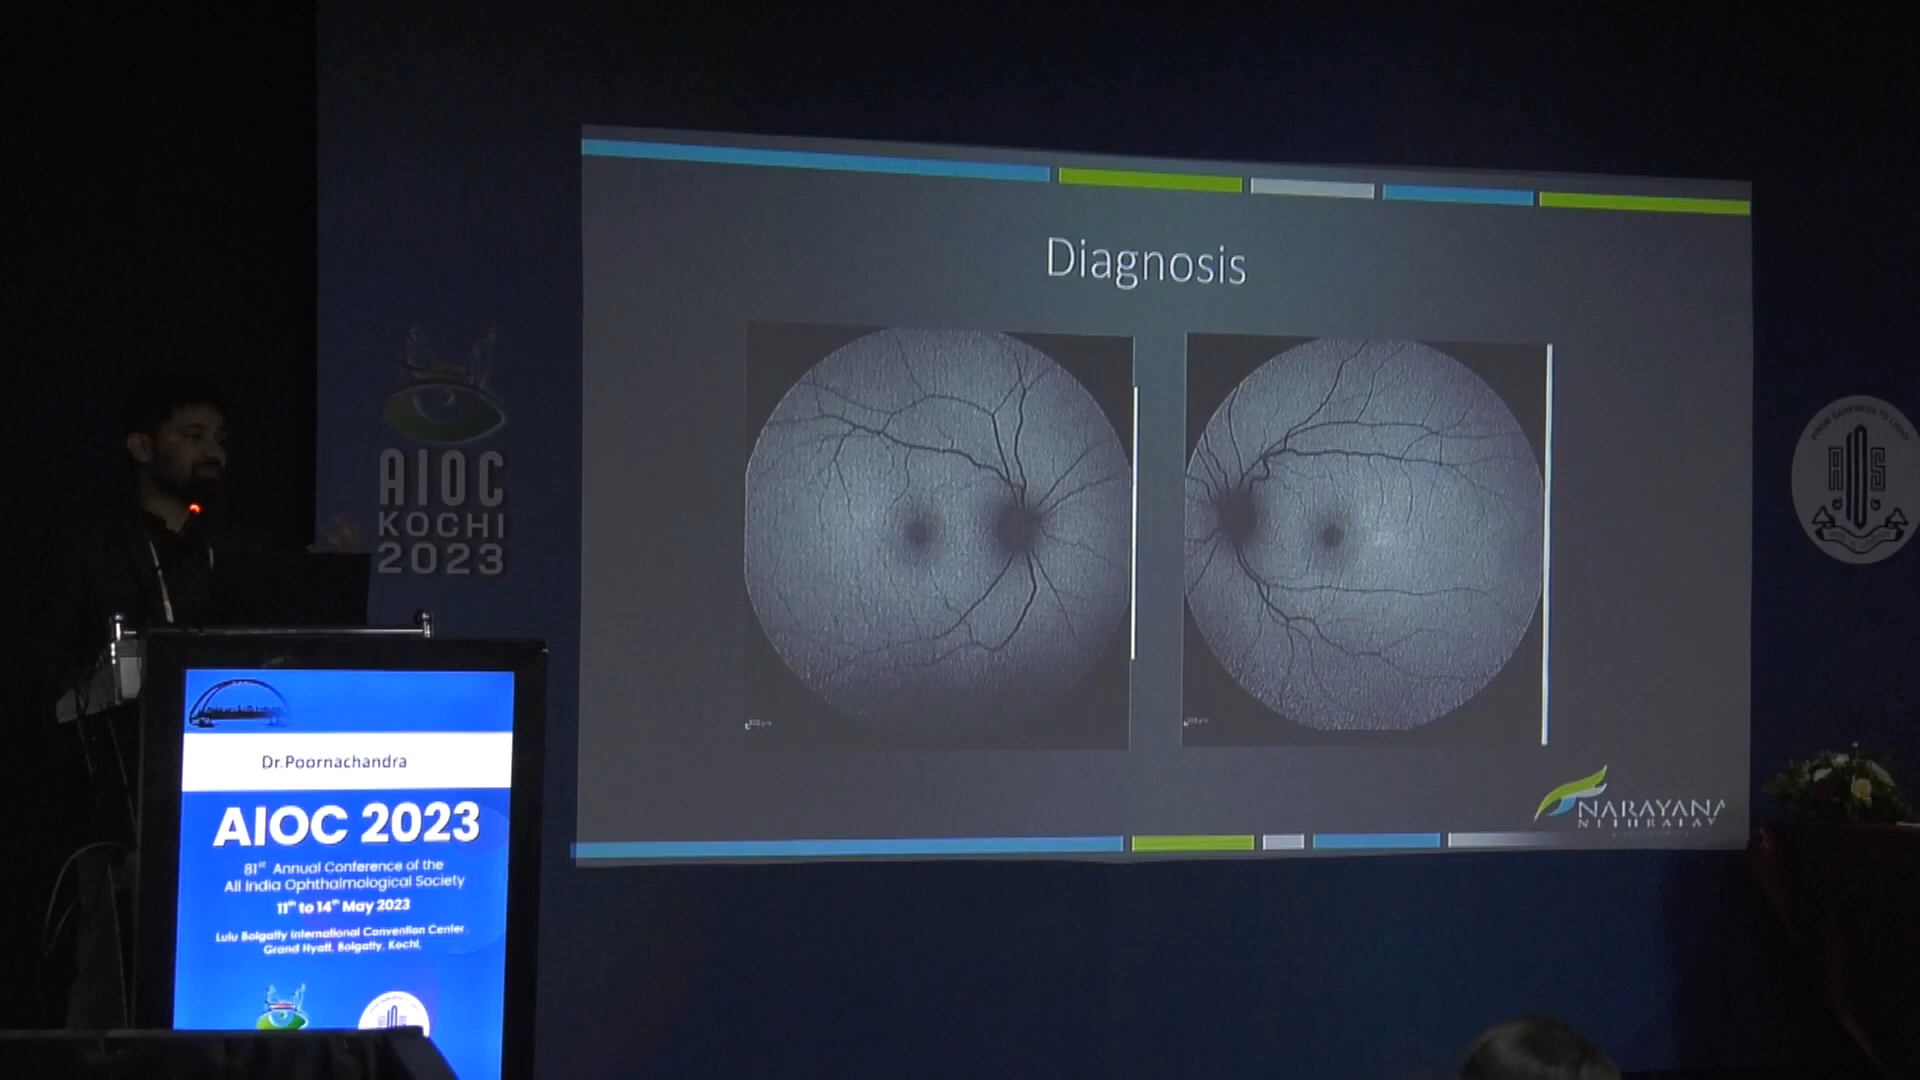 Diagnosis
NARAYANA
NETHRALAYA
AIOC
KOCHI
2023
Dr.Poornachandra
AIOC 2023
81st Annual Conference of the
All India Ophthalmological Society
11th to 14th May 2023
Lulu Bolgatty International Convention Center,
Grand Hyatt, Bolgatty, Kochi.